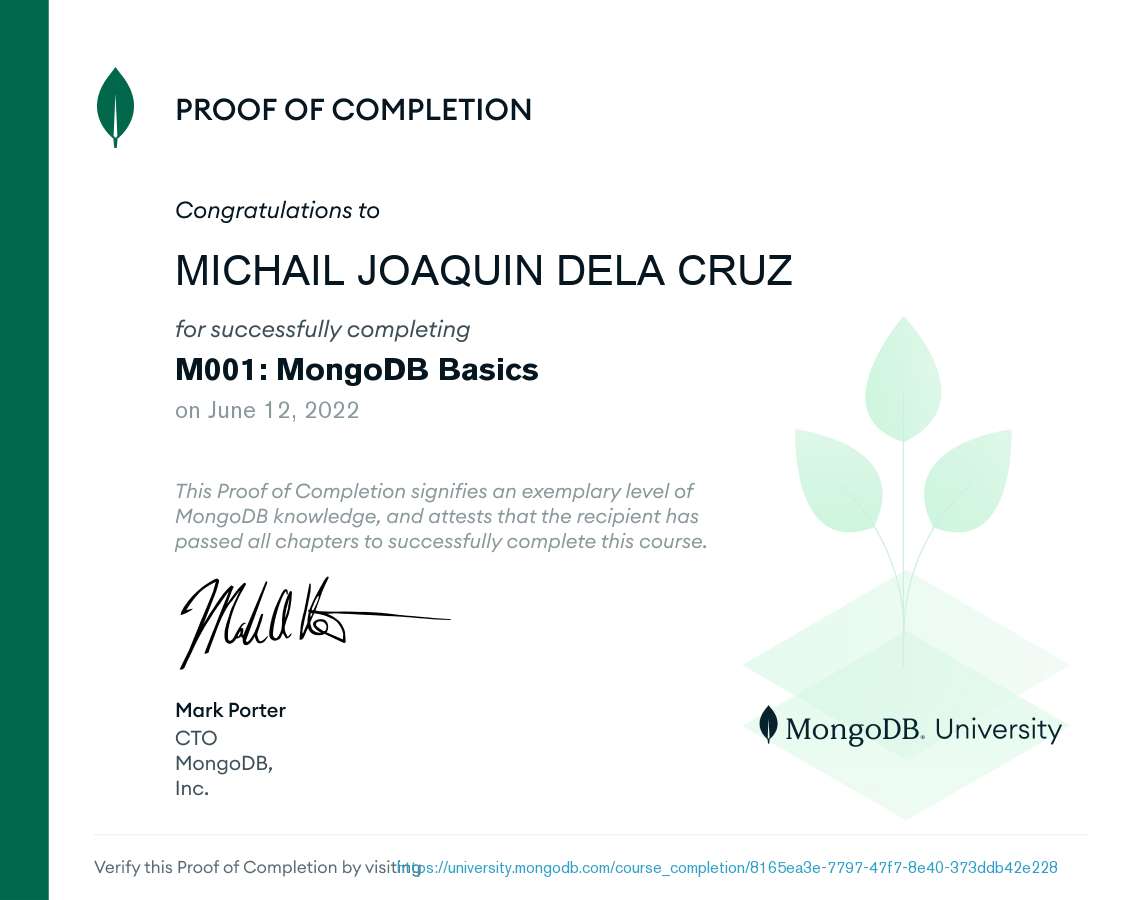 PROOF OF COMPLETION
Congratulations to
MICHAIL JOAQUIN DELA CRUZ
for successfully completing
M001: MongoDB Basics
on June 12, 2022
This Proof of Completion signifies an exemplary level of
MongoDB knowledge, and attests that the recipient has
passed all chapters to successfully complete this course.
Mark Porter
CTO
MongoDB,
Inc.
MongoDB. University
Verify this Proof of Completion by visiting https://university.mongodb.com/course_completion/8165ea3e-7797-47f7-8e40-373ddb42e228